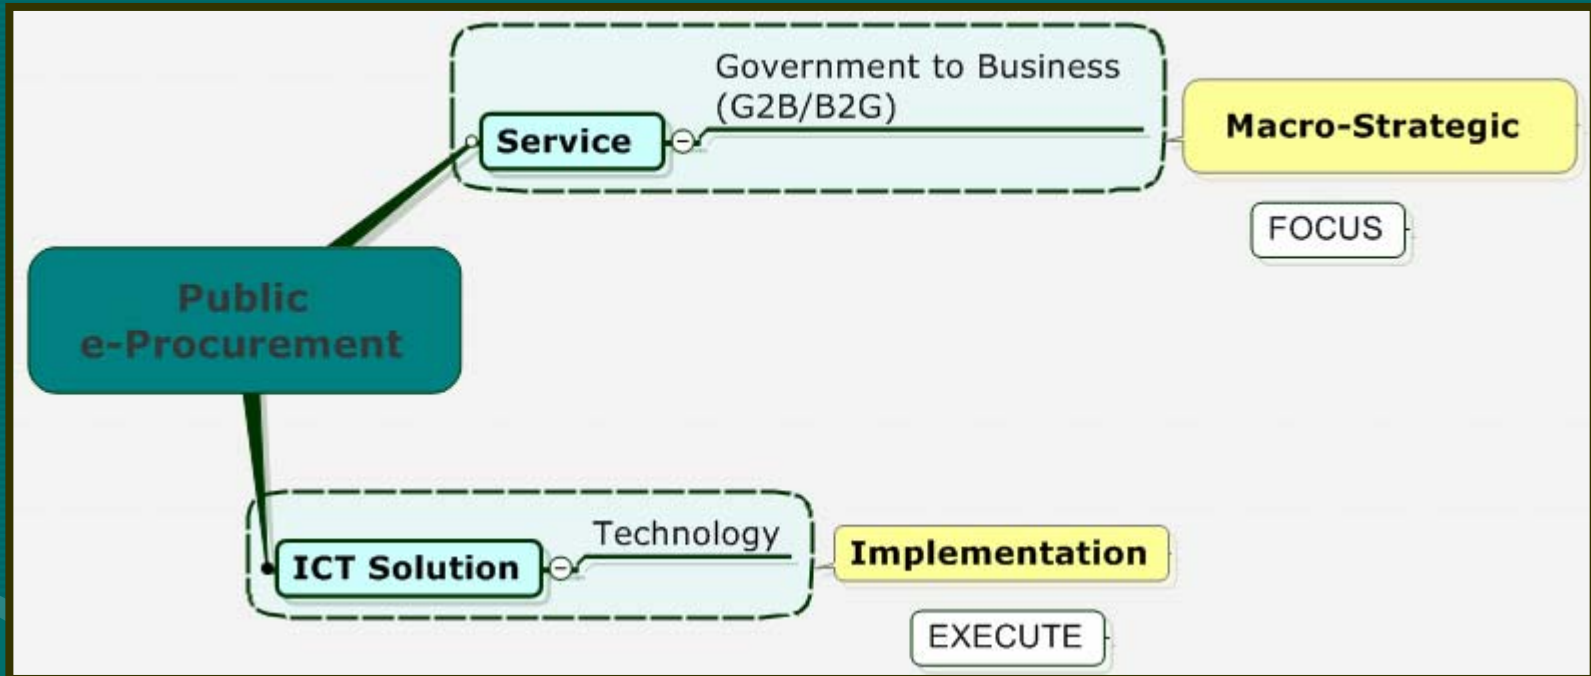 Government to Business
(G2B/B2G)
Service
Macro-Strategic
FOCUS
Public
e-Procurement
Technology
ICT Solution
Implementation
EXECUTE